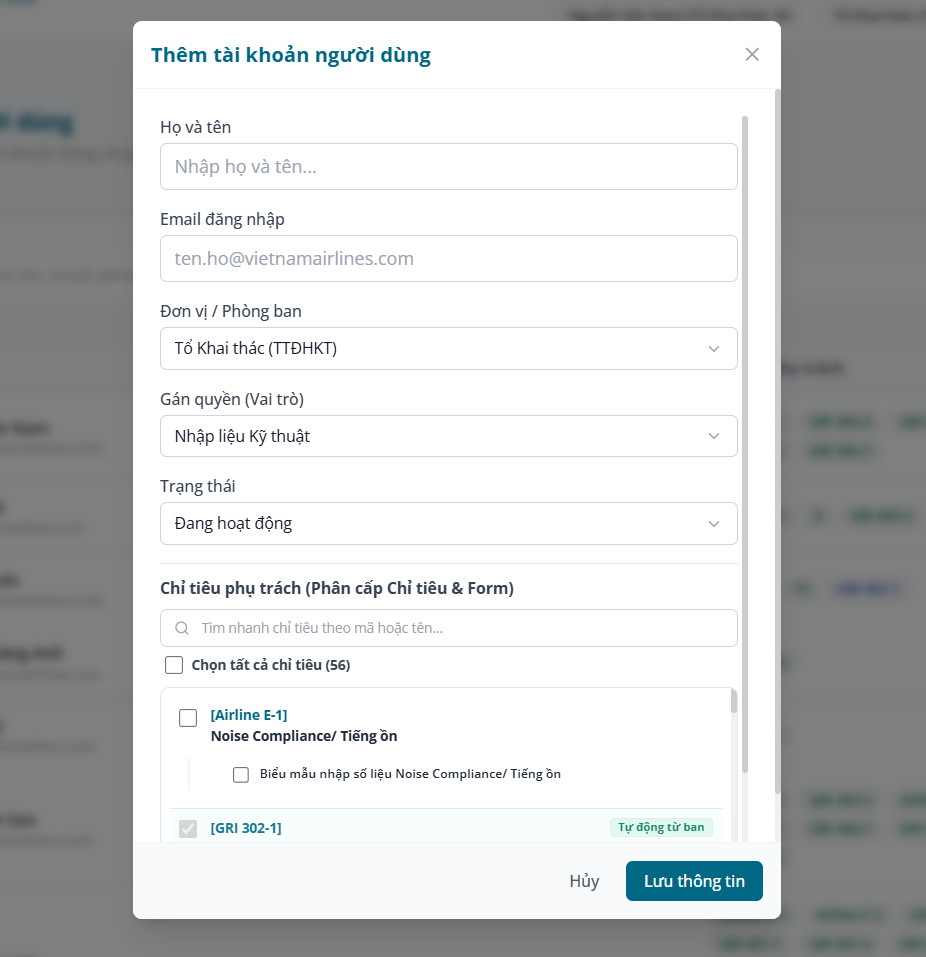 Thêm tài khoản người dùng
Họ và tên
Nhập họ và tên...
Email đăng nhập
ten.ho@vietnamairlines.com
Đơn vị / Phòng ban
Tổ Khai thác (TTĐHKT)
Gán quyền (Vai trò)
Nhập liệu Kỹ thuật
Trạng thái
Đang hoạt động
Chỉ tiêu phụ trách (Phân cấp Chỉ tiêu & Form)
Tìm nhanh chỉ tiêu theo mã hoặc tên...
Chọn tất cả chỉ tiêu (56)
[Airline E-1]
Noise Compliance/ Tiếng ồn
Biểu mẫu nhập số liệu Noise Compliance/ Tiếng ồn
[GRI 302-1] Tự động từ ban
Hủy Lưu thông tin